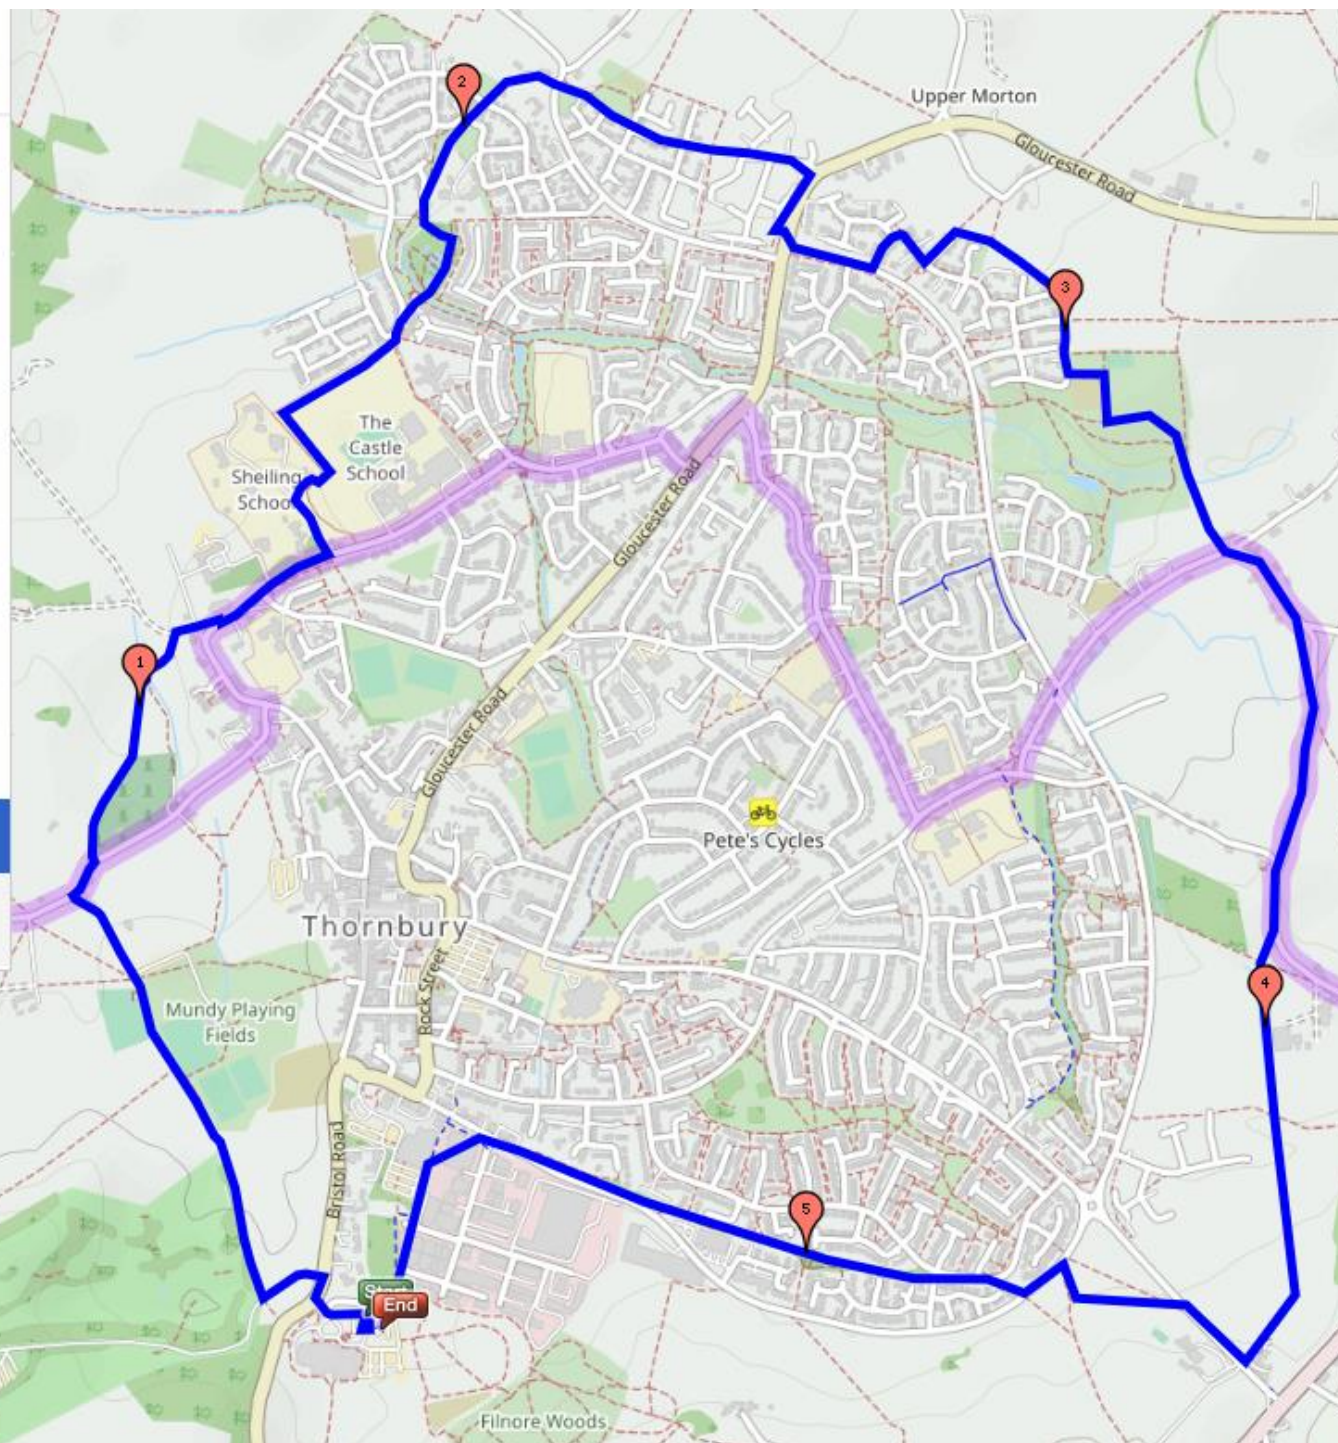 2
Upper Morton
Gloucester Road
3
The
Castle
School
Sheiling
School
Gloucester Road
1
Gloucester Road
Pete's Cycles
Thornbury
Rock Street
4
Mundy Playing
Fields
Bristol Road
5
Start
End
Filnore Woods